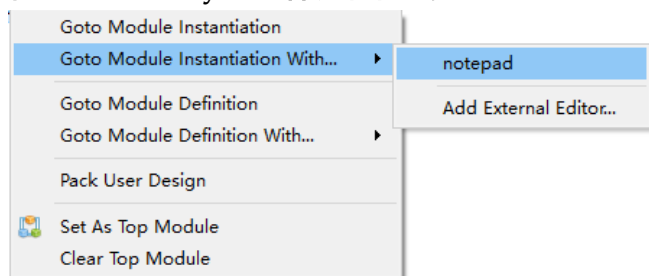 Goto Module Instantiation
Goto Module Instantiation With...
notepad
Add External Editor...
Goto Module Definition
Goto Module Definition With...
Pack User Design
Set As Top Module
Clear Top Module